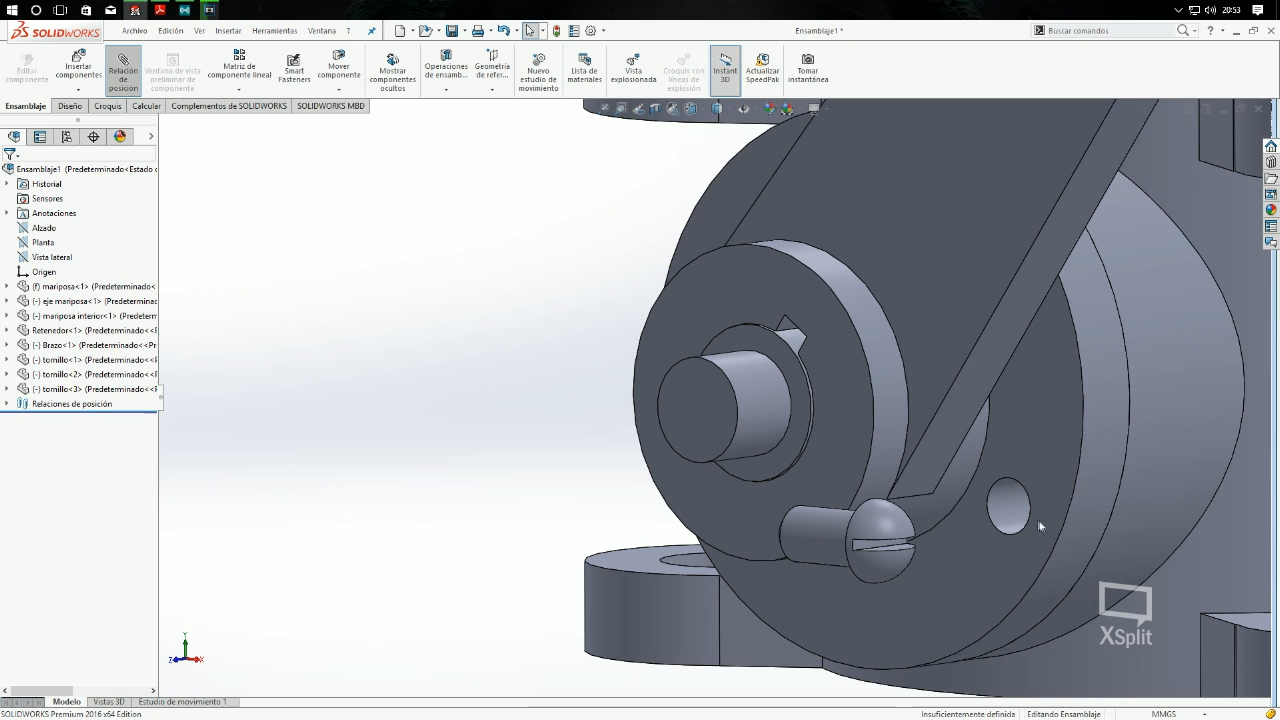 20:53
SOLIDWORKS
Archivo Edición Ver Insertar Herramientas Ventana ?
Ensamblaje1 *
Buscar comandos
Editar componente
Insertar componentes
Relación de posición
Ventana de vista preliminar de componente
Matriz de componente lineal
Smart Fasteners
Mover componente
Mostrar componentes ocultos
Operaciones de ensamb...
Geometría de refer...
Nuevo estudio de movimiento
Lista de materiales
Vista explosionada
Croquis con líneas de explosión
Instant 3D
Actualizar SpeedPak
Tomar instantánea
Ensamblaje Diseño Croquis Calcular Complementos de SOLIDWORKS SOLIDWORKS MBD
Ensamblaje1 (Predeterminado<Estado c
Historial
Sensores
Anotaciones
Alzado
Planta
Vista lateral
Origen
(f) mariposa<1> (Predeterminado<
(-) eje mariposa<1> (Predeterminac
(-) mariposa interior<1> (Predeterm
Retenedor<1> (Predeterminado<<P
(-) Brazo<1> (Predeterminado<<Pr
(-) tornillo<1> (Predeterminado<<F
(-) tornillo<2> (Predeterminado<<F
(-) tornillo<3> (Predeterminado<<F
Relaciones de posición
Y
Z X
XSplit
Modelo Vistas 3D Estudio de movimiento 1
SOLIDWORKS Premium 2016 x64 Edition
Insuficientemente definida Editando Ensamblaje MMGS